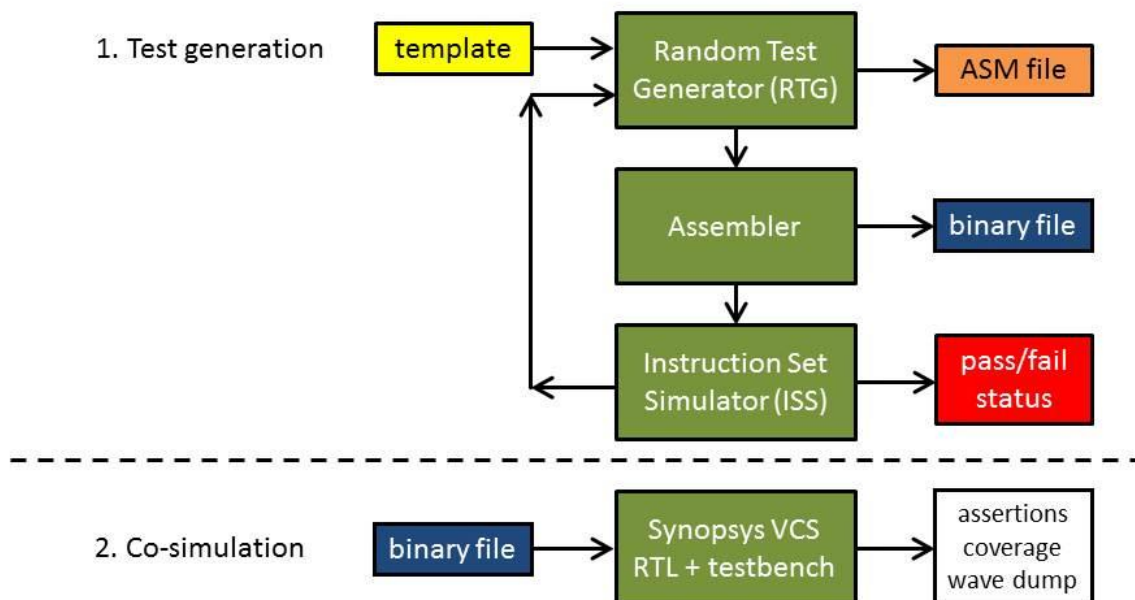 1. Test generation
template
Random Test
Generator (RTG)
ASM file
Assembler
binary file
Instruction Set
Simulator (ISS)
pass/fail
status
2. Co-simulation
binary file
Synopsys VCS
RTL + testbench
assertions
coverage
wave dump